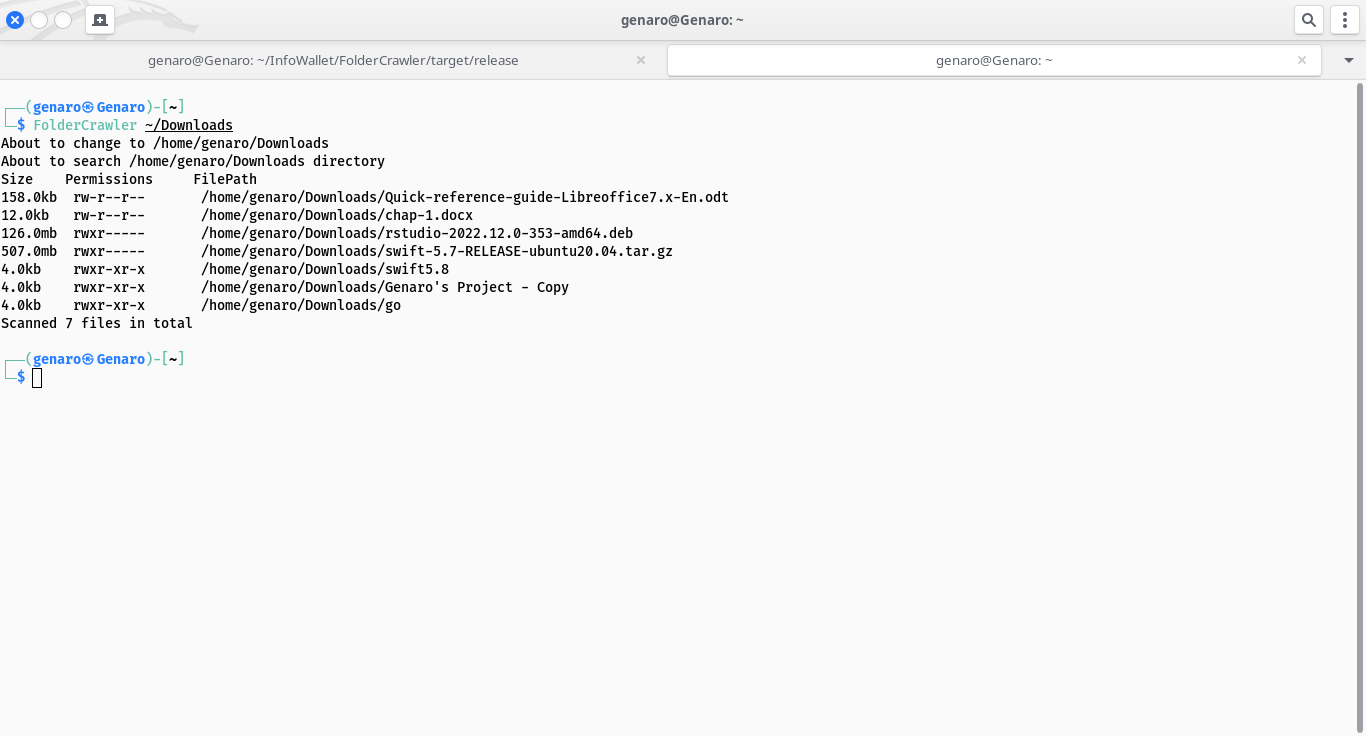 genaro@Genaro: ~
genaro@Genaro: ~/InfoWallet/FolderCrawler/target/release
genaro@Genaro: ~
┌──(genaro㉿Genaro)-[~]
└─$ FolderCrawler ~/Downloads
About to change to /home/genaro/Downloads
About to search /home/genaro/Downloads directory
Size    Permissions     FilePath
158.0kb  rw-r--r--       /home/genaro/Downloads/Quick-reference-guide-Libreoffice7.x-En.odt
12.0kb   rw-r--r--       /home/genaro/Downloads/chap-1.docx
126.0mb  rwxr-----       /home/genaro/Downloads/rstudio-2022.12.0-353-amd64.deb
507.0mb  rwxr-----       /home/genaro/Downloads/swift-5.7-RELEASE-ubuntu20.04.tar.gz
4.0kb    rwxr-xr-x       /home/genaro/Downloads/swift5.8
4.0kb    rwxr-xr-x       /home/genaro/Downloads/Genaro's Project - Copy
4.0kb    rwxr-xr-x       /home/genaro/Downloads/go
Scanned 7 files in total
┌──(genaro㉿Genaro)-[~]
└─$